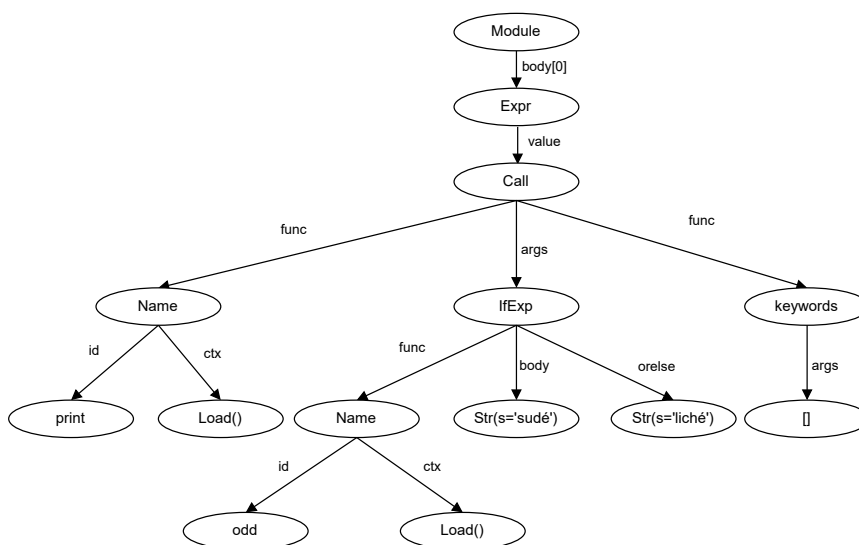 Module
body[0]
Expr
value
Call
func
args
func
Name
IfExp
keywords
id
ctx
func
body
orelse
args
print
Load()
Name
Str(s='sudé')
Str(s='liché')
[]
id
ctx
odd
Load()